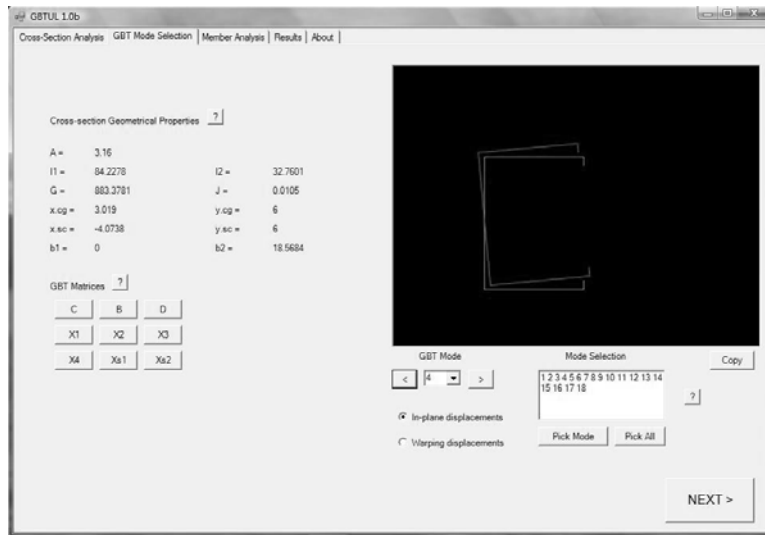 GBTUL 1.0b
Cross-Section Analysis GBT Mode Selection Member Analysis Results About
Cross-section Geometrical Properties ?
A = 3.16
I1 = 84.2278 I2 = 32.7601
G = 883.3781 J = 0.0105
x.cg = 3.019 y.cg = 6
x.sc = -4.0738 y.sc = 6
b1 = 0 b2 = 18.5684
GBT Matrices ?
C B D
X1 X2 X3
X4 Xs1 Xs2
GBT Mode Mode Selection Copy
< 4 >
1 2 3 4 5 6 7 8 9 10 11 12 13 14
15 16 17 18
?
In-plane displacements
Warping displacements
Pick Mode Pick All
NEXT >